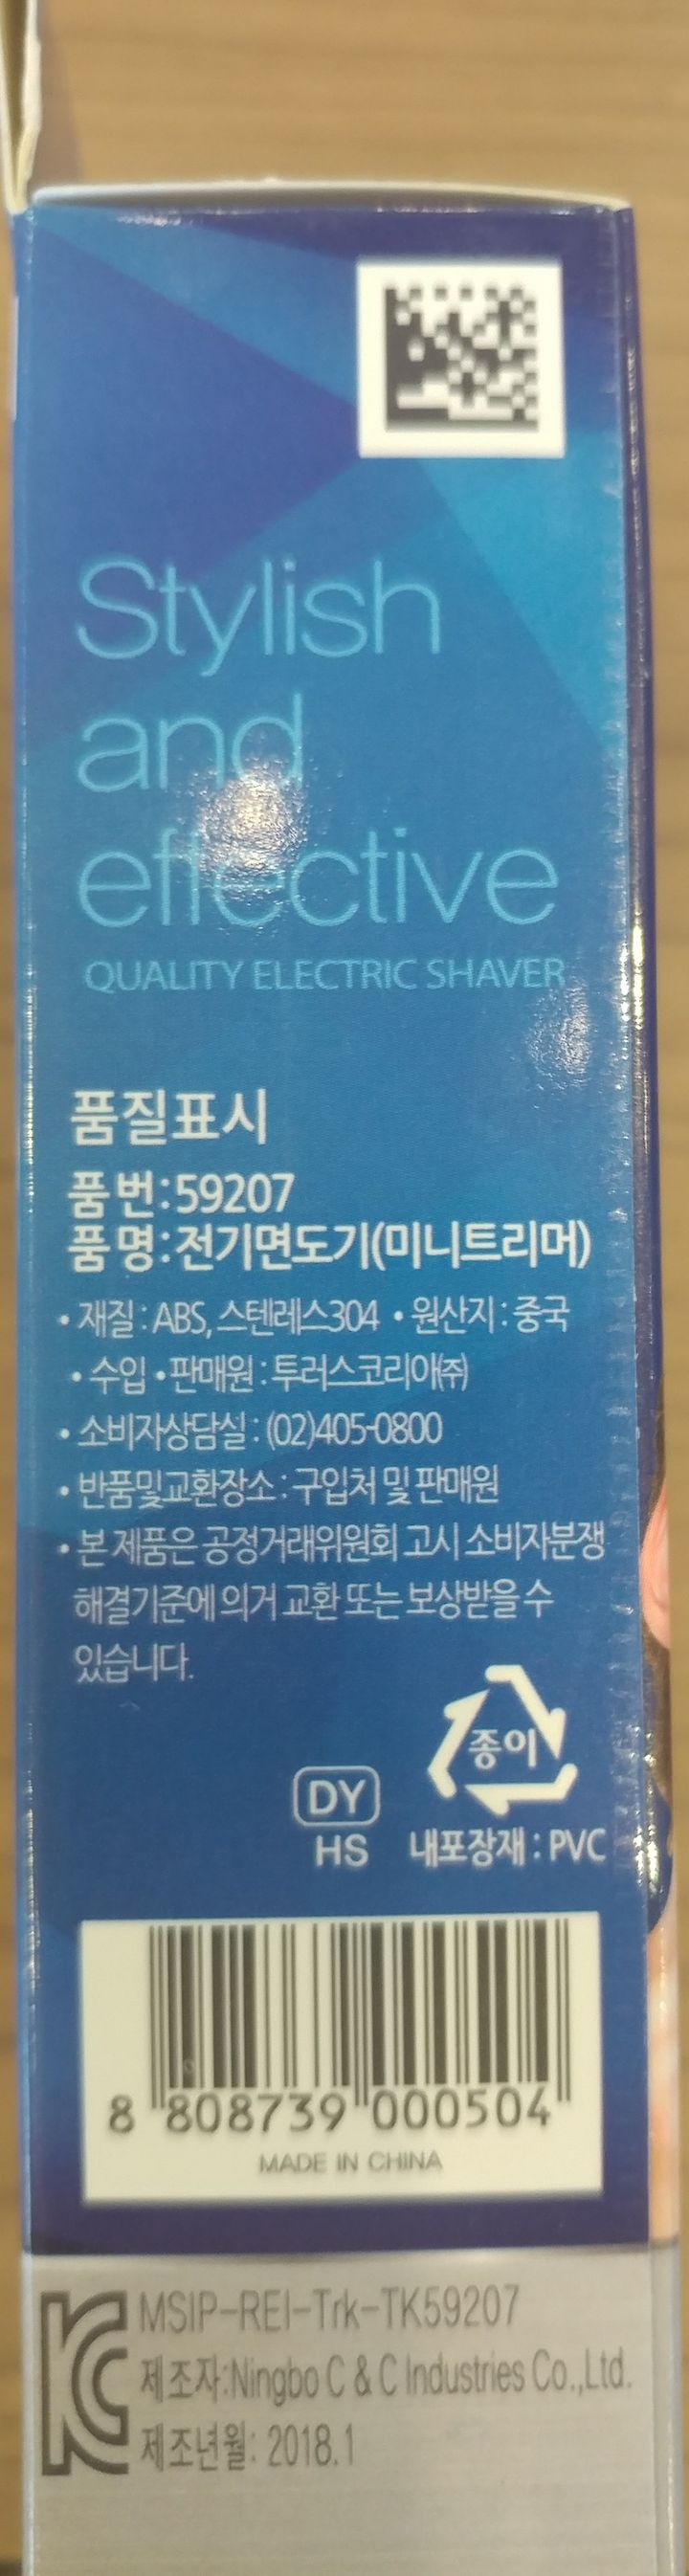 Stylish
and
effective
QUALITY ELECTRIC SHAVER
품질표시
품 번:59207
품 명:전기면도기(미니트리머)
• 재질 : ABS, 스텐레스304 • 원산지 : 중국
• 수입 • 판매원 : 투러스코리아㈜
• 소비자상담실 : (02)405-0800
• 반품및교환장소 : 구입처 및 판매원
• 본 제품은 공정거래위원회 고시 소비자분쟁
해결기준에 의거 교환 또는 보상받을 수
있습니다.
종이
DY
HS 내포장재 : PVC
8 808739 000504
MADE IN CHINA
MSIP-REI-Trk-TK59207
제조자:Ningbo C & C Industries Co.,Ltd.
제조년월: 2018.1